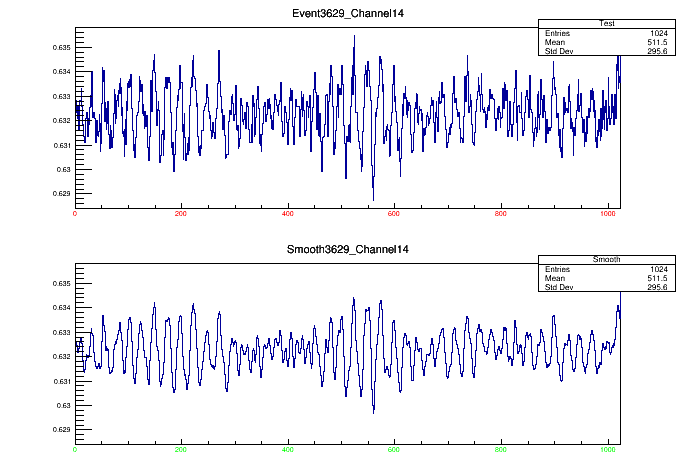 Event3629_Channel14
Test
Entries 1024
Mean 511.5
Std Dev 295.6
0.635
0.634
0.633
0.632
0.631
0.63
0.629
0 200 400 600 800 1000
Smooth3629_Channel14
Smooth
Entries 1024
Mean 511.5
Std Dev 295.6
0.635
0.634
0.633
0.632
0.631
0.63
0.629
0 200 400 600 800 1000